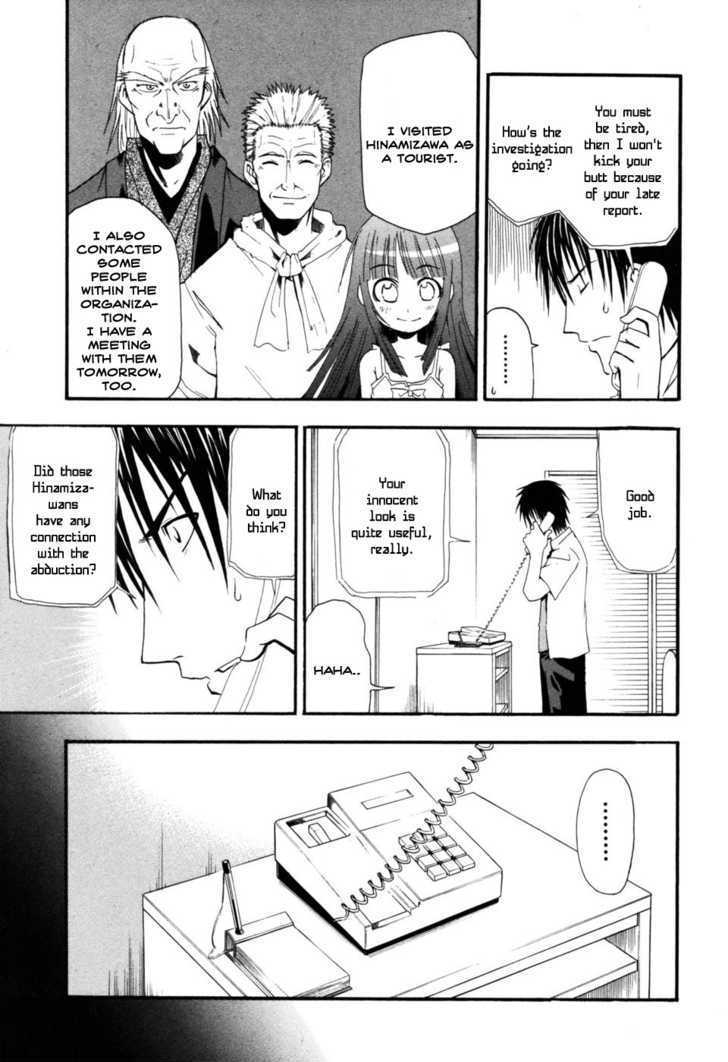 You must
be tired,
then I won't
kick your
butt because
of your late
report.
How's the
investigation
going?
........
I VISITED
HINAMIZAWA AS
A TOURIST.
I ALSO
CONTACTED
SOME
PEOPLE
WITHIN THE
ORGANIZA-
TION.
I HAVE A
MEETING
WITH THEM
TOMORROW,
TOO.
Good
job.
Your
innocent
look is
quite useful,
really.
HAHA..
What
do you
think?
Did those
Hinamiza-
wans
have any
connection
with the
abduction?
.........